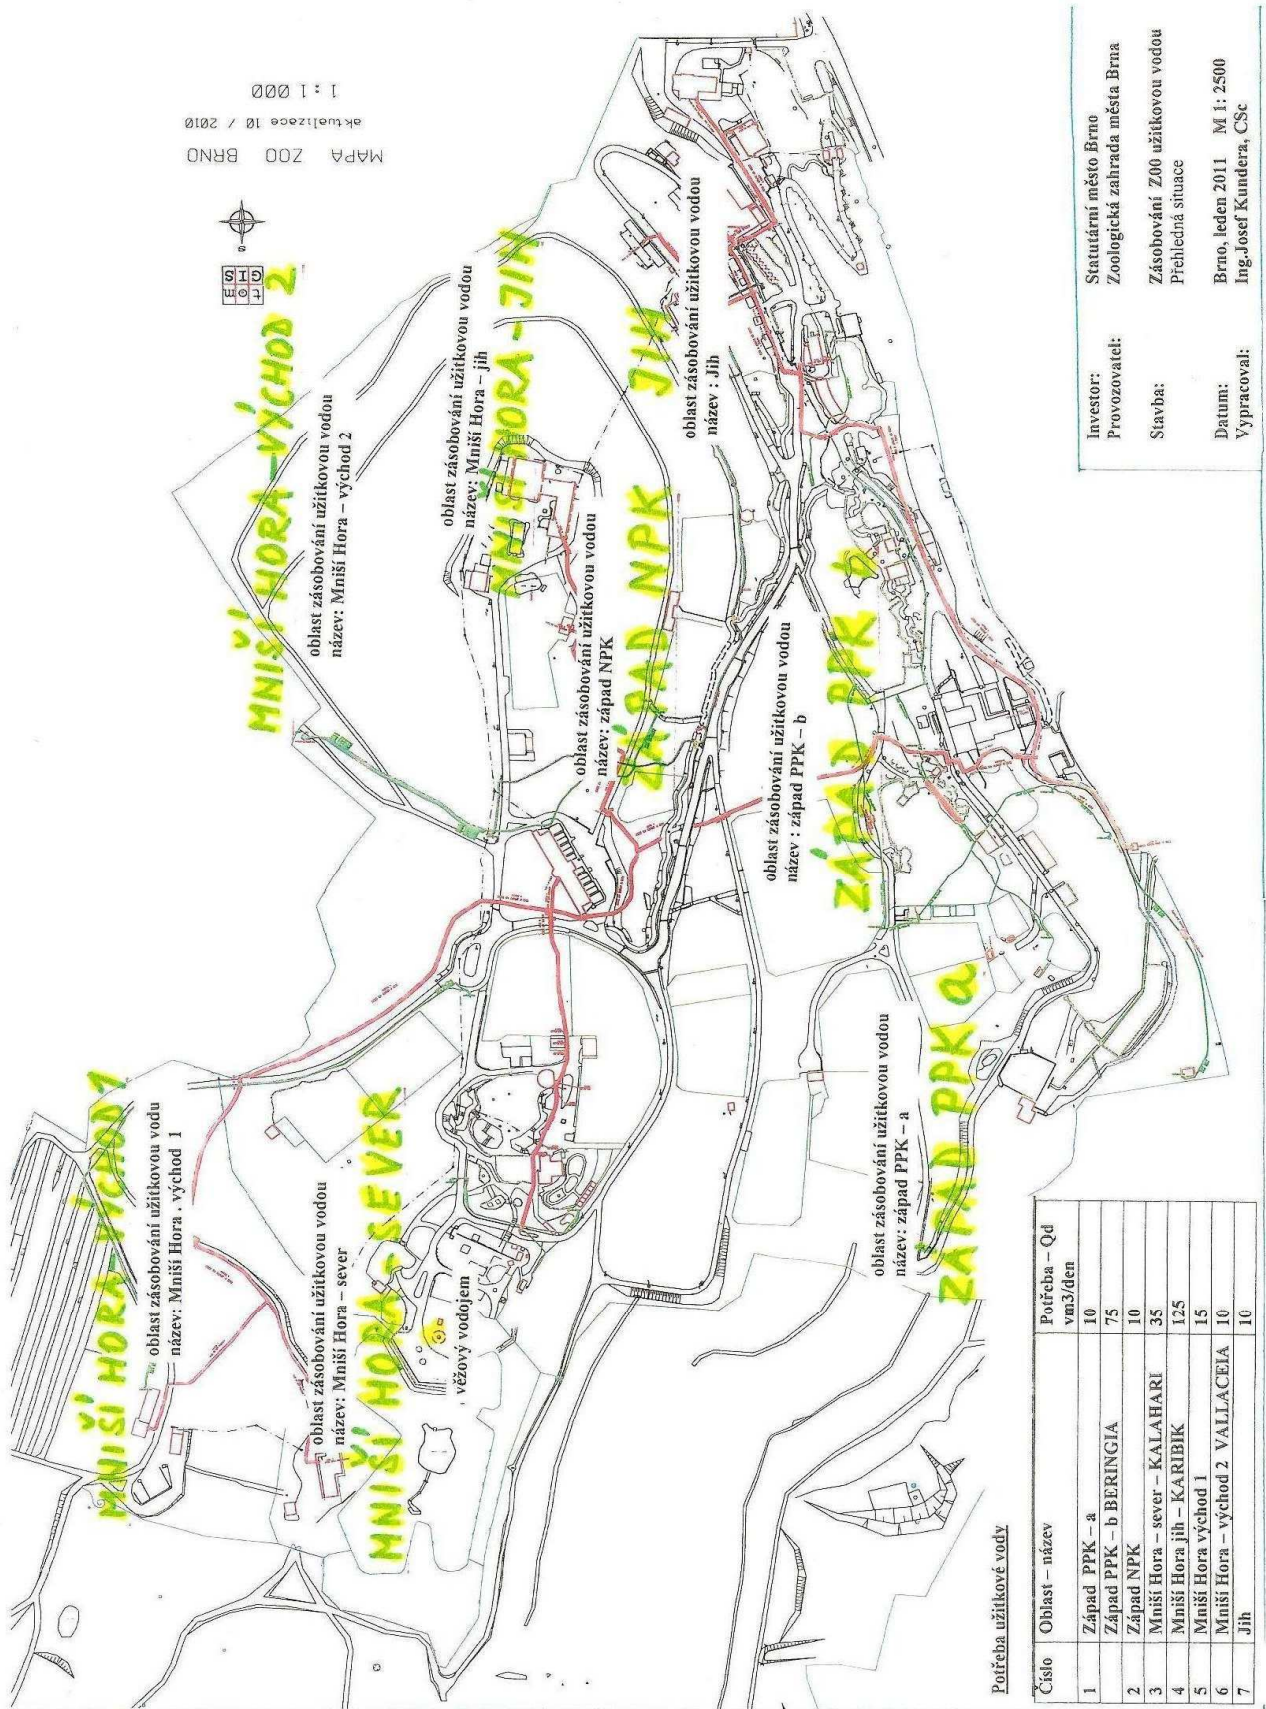 MAPA ZOO BRNO
aktualizace 10 / 2010
1 : 1 000
S
t m
GIS
MNIŠÍ HORA-VÝCHOD 1
oblast zásobování užitkovou vodu
název: Mniší Hora . východ 1
MNIŠÍ HORA-VÝCHOD 2
oblast zásobování užitkovou vodou
název: Mniší Hora – východ 2
MNIŠÍ HORA-SEVER
oblast zásobování užitkovou vodou
název: Mniší Hora – sever
věžový vodojem
oblast zásobování užitkovou vodou
název: Mniší Hora – jih
MNIŠÍ HORA-JIH
oblast zásobování užitkovou vodou
název: západ NPK
ZÁPAD NPK
JIH
oblast zásobování užitkovou vodou
název : Jih
oblast zásobování užitkovou vodou
název : západ PPK – b
ZÁPAD PPK b
oblast zásobování užitkovou vodou
název: západ PPK – a
ZÁPAD PPK a
Potřeba užitkové vody
Číslo Oblast – název Potřeba – Qd
vm3/den
1 Západ PPK – a 10
Západ PPK – b BERINGIA 75
2 Západ NPK 10
3 Mniší Hora – sever – KALAHARI 35
4 Mniší Hora jih – KARIBIK 125
5 Mniší Hora východ 1 15
6 Mniší Hora – východ 2 VALLACEIA 10
7 Jih 10
Investor: Statutární město Brno
Provozovatel: Zoologická zahrada města Brna
Stavba: Zásobování ZOO užitkovou vodou
Přehledná situace
Datum: Brno, leden 2011 M 1: 2500
Vypracoval: Ing.Josef Kundera, CSc